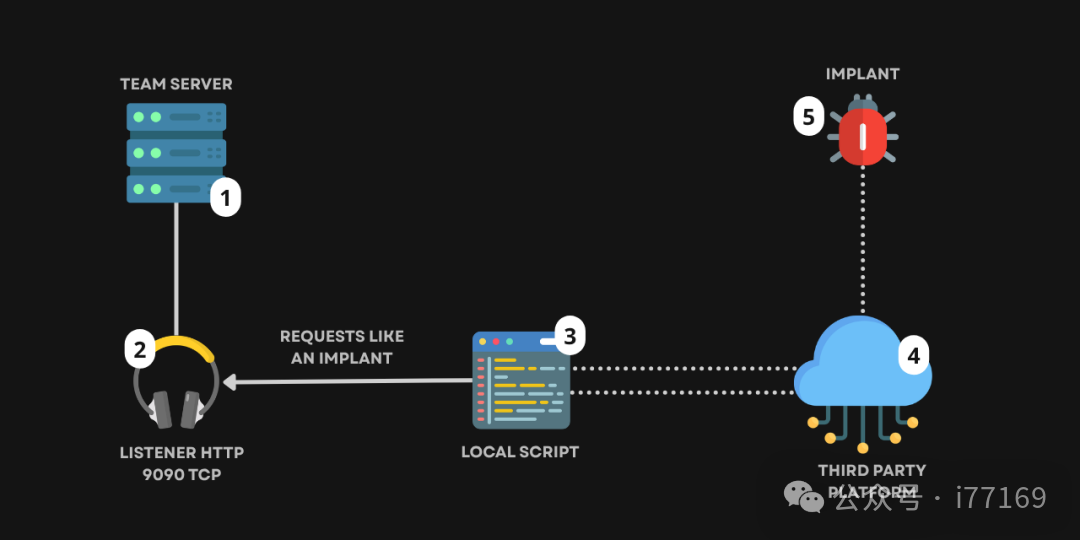 TEAM SERVER
1
IMPLANT
5
2
REQUESTS LIKE
AN IMPLANT
3
4
LISTENER HTTP
9090 TCP
LOCAL SCRIPT
THIRD PARTY
PLATFORM
公众号 · i77169